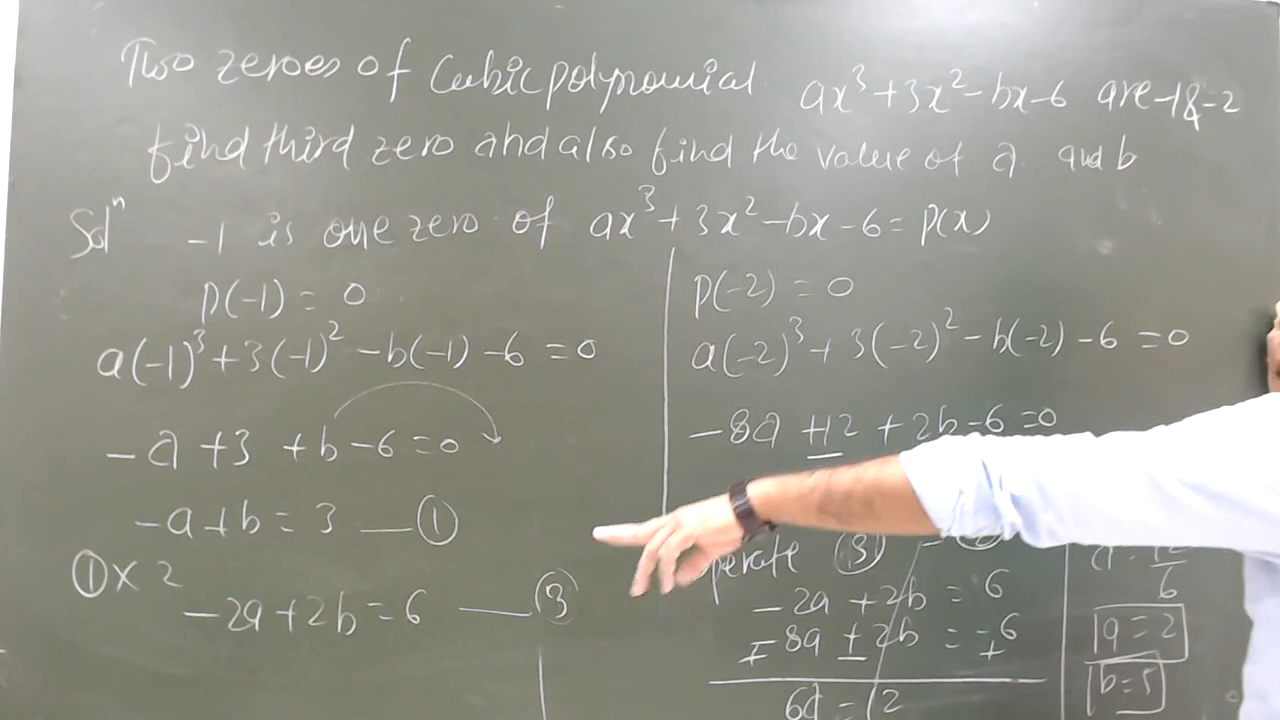 Two zeroes of Cubic polynomial ax³+3x²-bx-6 are -1&-2
find third zero and also find the value of a and b
Solⁿ -1 is one zero of ax³+3x²-bx-6=P(x)
P(-1)=0
a(-1)³+3(-1)²-b(-1)-6=0
-a+3+b-6=0
-a+b=3 —①
①×2
-2a+2b=6 —③
P(-2)=0
a(-2)³+3(-2)²-b(-2)-6=0
-8a+12+2b-6=0
③ -
-2a+2b=6
∓8a±2b=-6
+
6a=12
6
a=2
b=5